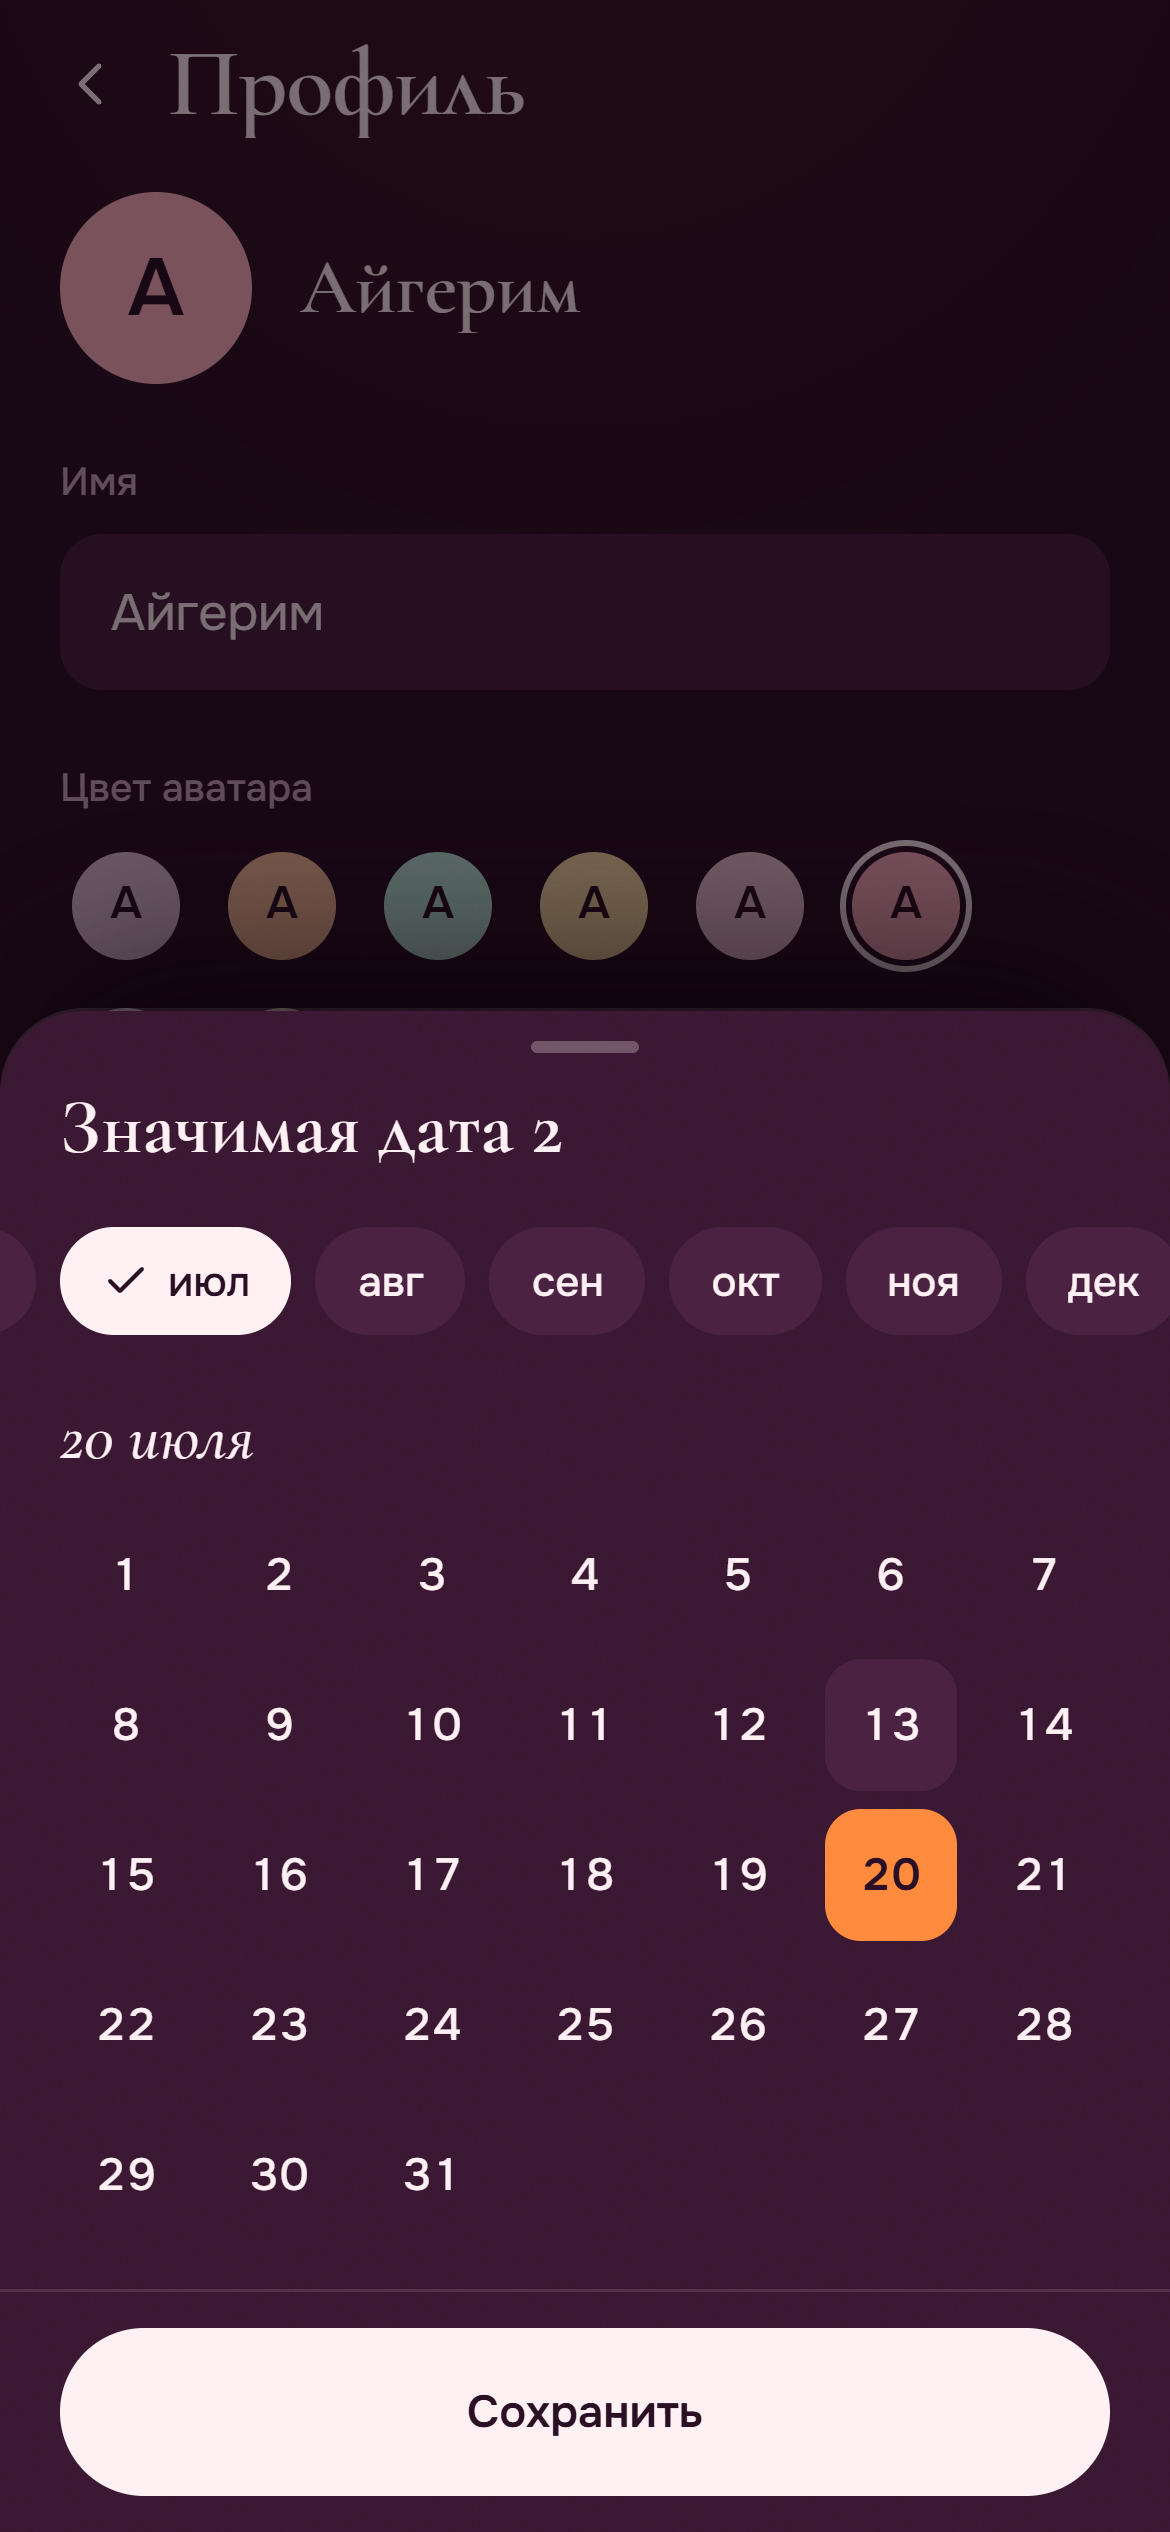 Профиль
А
Айгерим
Имя
Айгерим
Цвет аватара
А А А А А А
Значимая дата 2
июл авг сен окт ноя дек
20 июля
1 2 3 4 5 6 7
8 9 10 11 12 13 14
15 16 17 18 19 20 21
22 23 24 25 26 27 28
29 30 31
Сохранить